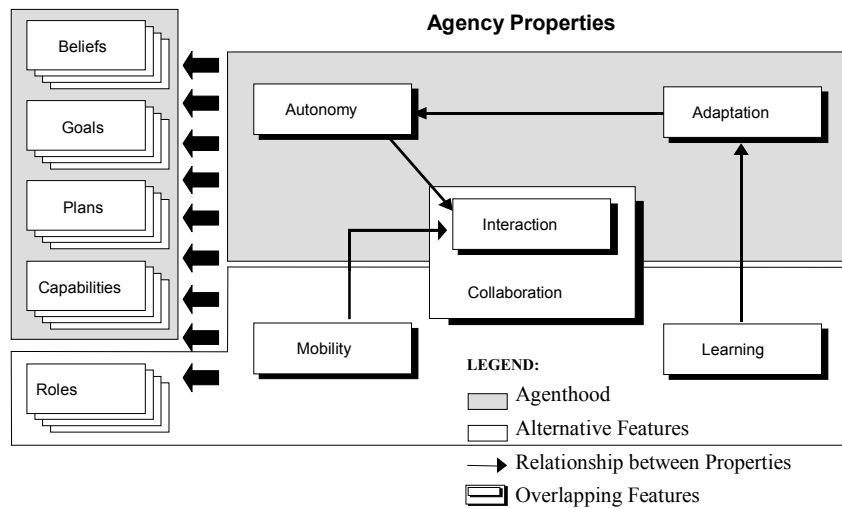 Agency Properties
Beliefs
Goals
Plans
Capabilities
Roles
Autonomy
Adaptation
Interaction
Collaboration
Mobility
Learning
LEGEND:
Agenthood
Alternative Features
Relationship between Properties
Overlapping Features